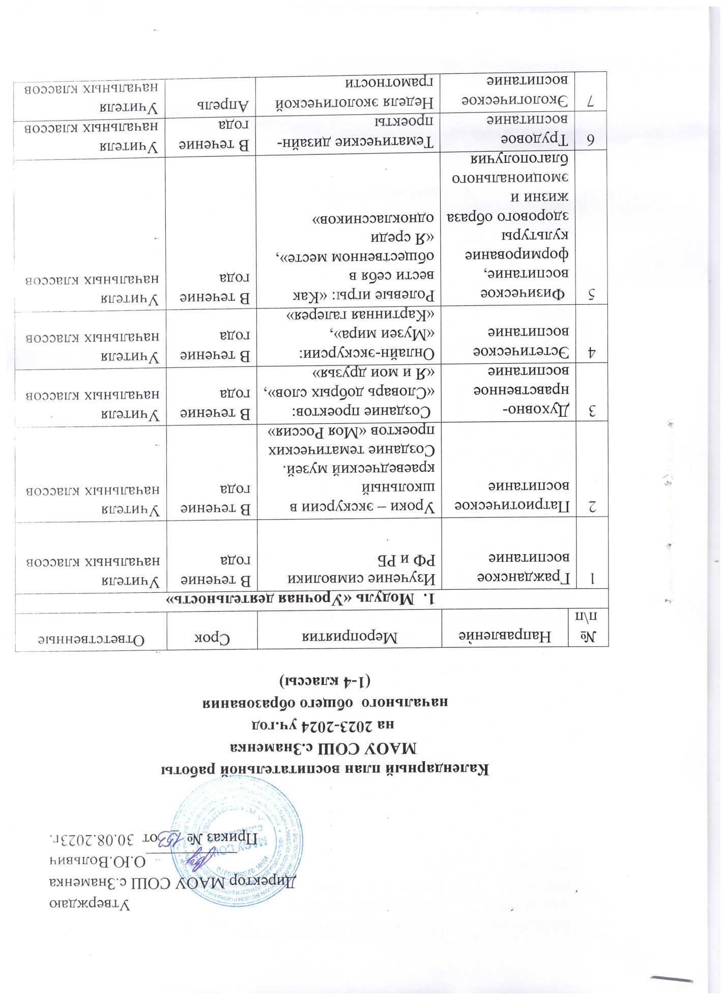 Утверждаю
Директор МАОУ СОШ с.Знаменка
О.Ю.Вольвич
Приказ № 153 от 30.08.2023г.
МАОУ СОШ
с.Знаменка
Календарный план воспитательной работы
МАОУ СОШ с.Знаменка
на 2023-2024 уч.год
начального общего образования
(1-4 классы)
№ п\п Направление Мероприятия Срок Ответственные
1. Модуль «Урочная деятельность»
1 Гражданское воспитание Изучение символики РФ и РБ В течение года Учителя начальных классов
2 Патриотическое воспитание Уроки – экскурсии в школьный краеведческий музей. Создание тематических проектов «Моя Россия» В течение года Учителя начальных классов
3 Духовно-нравственное воспитание Создание проектов: «Словарь добрых слов», «Я и мои друзья» В течение года Учителя начальных классов
4 Эстетическое воспитание Онлайн-экскурсии: «Музеи мира», «Картинная галерея» В течение года Учителя начальных классов
5 Физическое воспитание, формирование культуры здорового образа жизни и эмоционального благополучия Ролевые игры: «Как вести себя в общественном месте», «Я среди одноклассников» В течение года Учителя начальных классов
6 Трудовое воспитание Тематические дизайн-проекты В течение года Учителя начальных классов
7 Экологическое воспитание Неделя экологической грамотности Апрель Учителя начальных классов